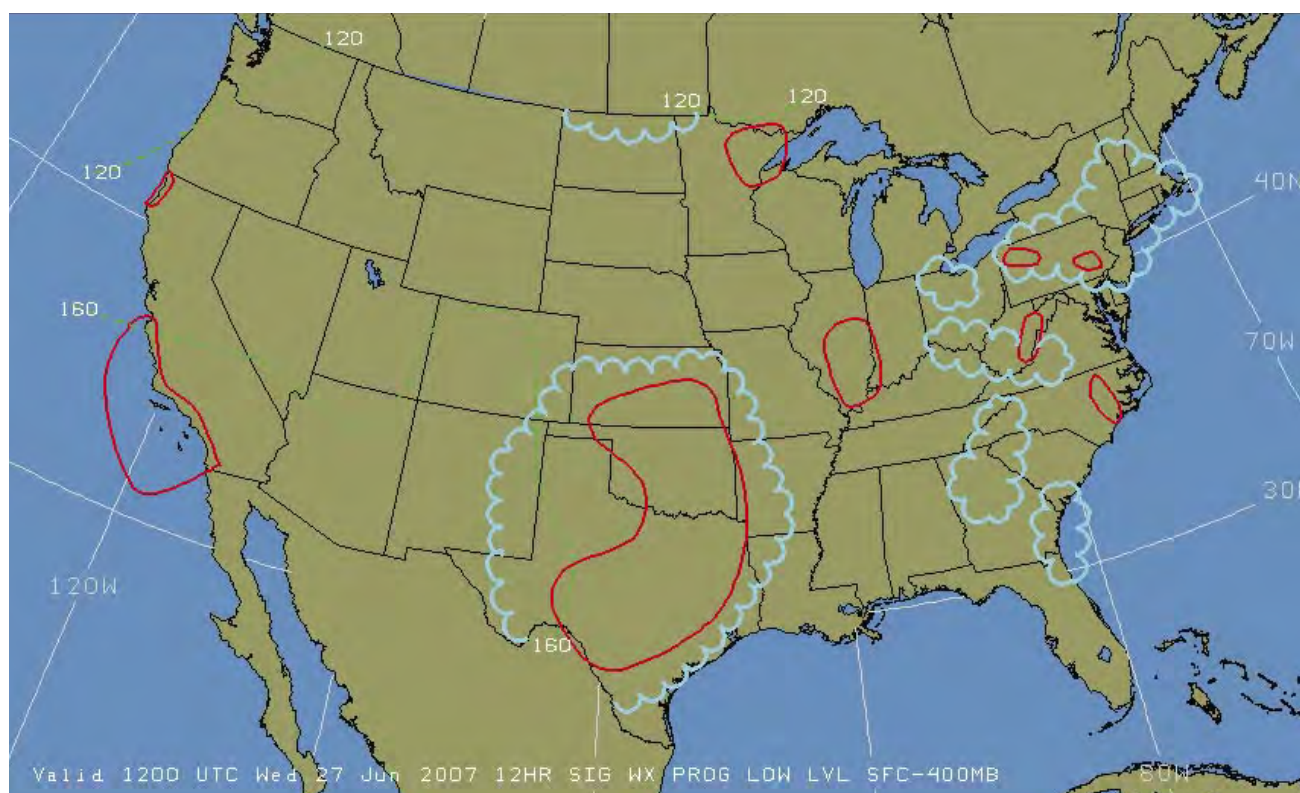 120
120
120
120
40N
160
70W
30N
120W
160
Valid 1200 UTC Wed 27 Jun 2007 12HR SIG WX PROG LOW LVL SFC-400MB
80W